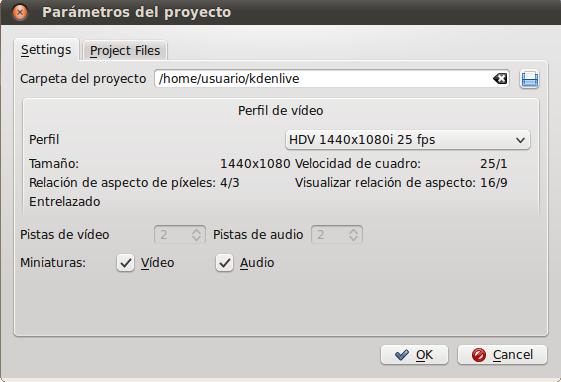 Parámetros del proyecto
Settings Project Files
Carpeta del proyecto /home/usuario/kdenlive
Perfil de vídeo
Perfil HDV 1440x1080i 25 fps
Tamaño: 1440x1080 Velocidad de cuadro: 25/1
Relación de aspecto de píxeles: 4/3 Visualizar relación de aspecto: 16/9
Entrelazado
Pistas de vídeo 2 Pistas de audio 2
Miniaturas: Vídeo Audio
OK Cancel